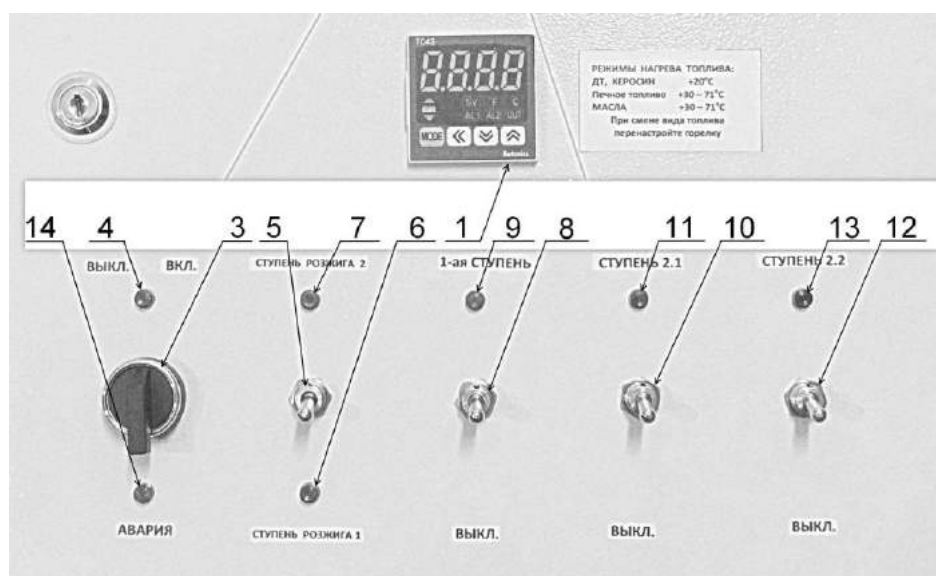 TC4S
8.8.8.8
SV °F °C
AL1 AL2 OUT
MODE
Autonics
РЕЖИМЫ НАГРЕВА ТОПЛИВА:
ДТ, КЕРОСИН +20°С
Печное топливо +30 – 71°С
МАСЛА +30 – 71°С
При смене вида топлива
перенастройте горелку
14 4 3 5 7 6 1 9 8 11 10 13 12
ВЫКЛ. ВКЛ. СТУПЕНЬ РОЗЖИГА 2 1-ая СТУПЕНЬ СТУПЕНЬ 2.1 СТУПЕНЬ 2.2
АВАРИЯ СТУПЕНЬ РОЗЖИГА 1 ВЫКЛ. ВЫКЛ. ВЫКЛ.